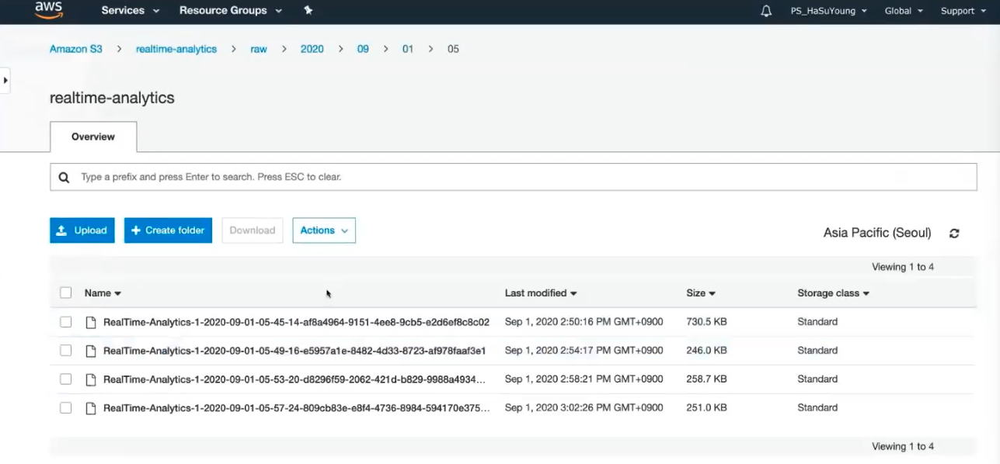 aws Services Resource Groups PS_HaSuYoung Global Support
Amazon S3 > realtime-analytics > raw > 2020 > 09 > 01 > 05
realtime-analytics
Overview
Type a prefix and press Enter to search. Press ESC to clear.
Upload + Create folder Download Actions Asia Pacific (Seoul)
Viewing 1 to 4
Name Last modified Size Storage class
RealTime-Analytics-1-2020-09-01-05-45-14-af8a4964-9151-4ee8-9cb5-e2d6ef8c8c02 Sep 1, 2020 2:50:16 PM GMT+0900 730.5 KB Standard
RealTime-Analytics-1-2020-09-01-05-49-16-e5957a1e-8482-4d33-8723-af978faaf3e1 Sep 1, 2020 2:54:17 PM GMT+0900 246.0 KB Standard
RealTime-Analytics-1-2020-09-01-05-53-20-d8296f59-2062-421d-b829-9988a4934... Sep 1, 2020 2:58:21 PM GMT+0900 258.7 KB Standard
RealTime-Analytics-1-2020-09-01-05-57-24-809cb83e-e8f4-4736-8984-594170e375... Sep 1, 2020 3:02:26 PM GMT+0900 251.0 KB Standard
Viewing 1 to 4